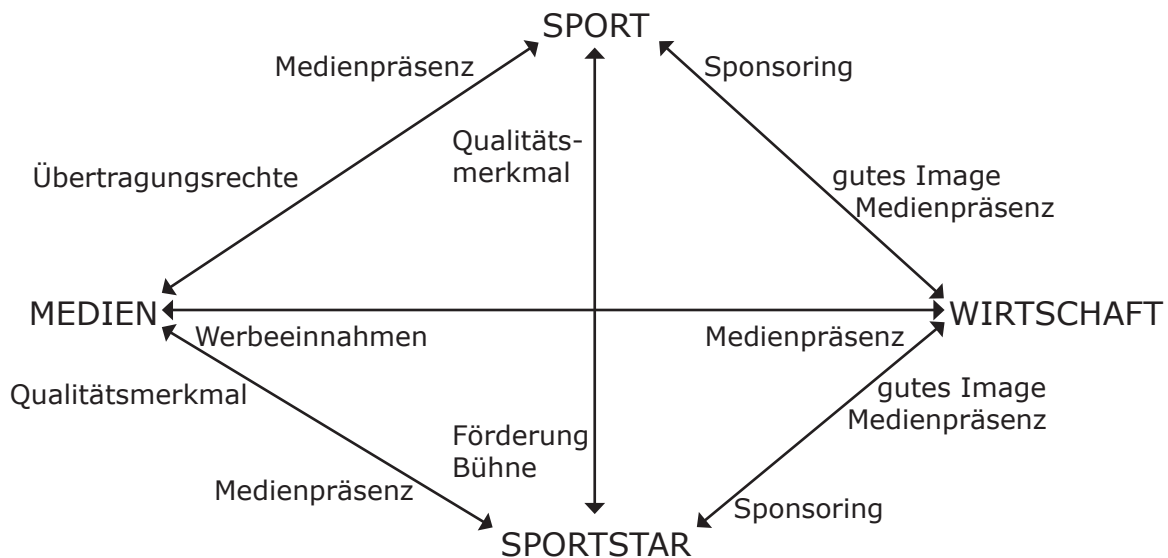 SPORT
Medienpräsenz
Sponsoring
Qualitäts-
merkmal
Übertragungsrechte
gutes Image
Medienpräsenz
MEDIEN
WIRTSCHAFT
Werbeeinnahmen
Medienpräsenz
Qualitätsmerkmal
gutes Image
Medienpräsenz
Förderung
Bühne
Medienpräsenz
Sponsoring
SPORTSTAR